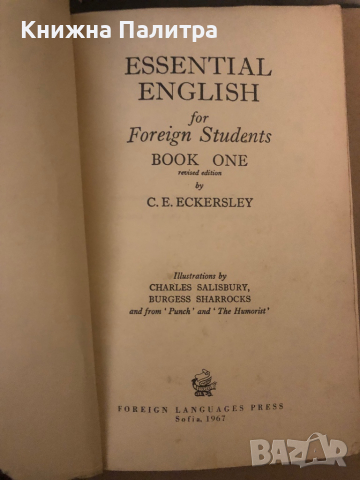 Книжна Палитра
ESSENTIAL
ENGLISH
for
Foreign Students
BOOK ONE
revised edition
by
C. E. ECKERSLEY
Illustrations by
CHARLES SALISBURY,
BURGESS SHARROCKS
and from 'Punch' and 'The Humorist'
FOREIGN LANGUAGES PRESS
Sofia, 1967
BAZAR